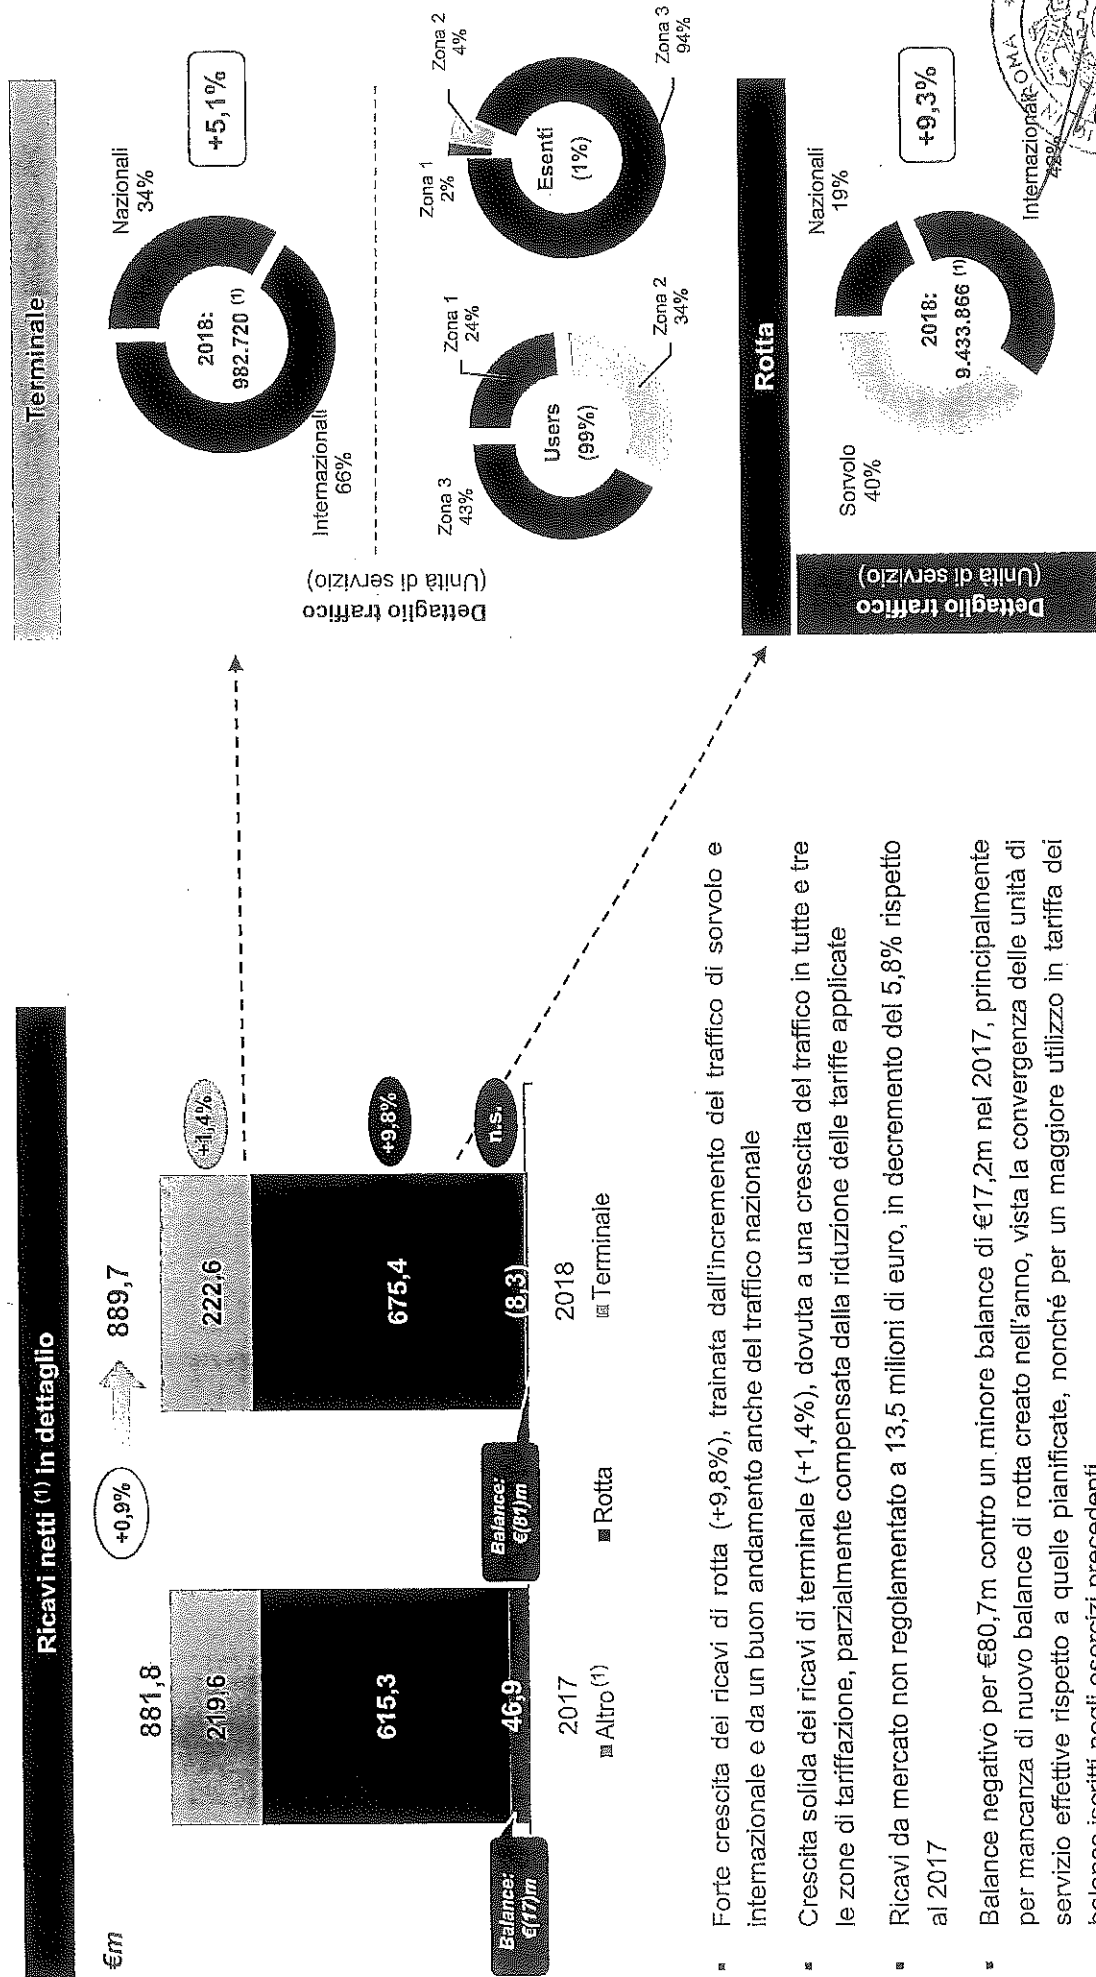 Ricavi netti (1) in dettaglio
€m
+0,9%
881,8
889,7
219,6
615,3
46,9
222,6
675,4
(8,3)
+1,4%
+9,8%
n.s.
Balance:
€(17)m
Balance:
€(81)m
2017
2018
Altro (1)
Rotta
Terminale
Forte crescita dei ricavi di rotta (+9,8%), trainata dall'incremento del traffico di sorvolo e
internazionale e da un buon andamento anche del traffico nazionale
Crescita solida dei ricavi di terminale (+1,4%), dovuta a una crescita del traffico in tutte e tre
le zone di tariffazione, parzialmente compensata dalla riduzione delle tariffe applicate
Ricavi da mercato non regolamentato a 13,5 milioni di euro, in decremento del 5,8% rispetto
al 2017
Balance negativo per €80,7m contro un minore balance di €17,2m nel 2017, principalmente
per mancanza di nuovo balance di rotta creato nell'anno, vista la convergenza delle unità di
servizio effettive rispetto a quelle pianificate, nonché per un maggiore utilizzo in tariffa dei
balance iscritti negli esercizi precedenti
Terminale
Dettaglio traffico
(Unità di servizio)
Nazionali
34%
2018:
982.720 (1)
Internazionali
66%
+5,1%
Zona 3
43%
Zona 1
24%
Users
(99%)
Zona 2
34%
Zona 1
2%
Zona 2
4%
Esenti
(1%)
Zona 3
94%
Rotta
Dettaglio traffico
(Unità di servizio)
Sorvolo
40%
Nazionali
19%
2018:
9.433.866 (1)
Internazionali
+9,3%
OMA